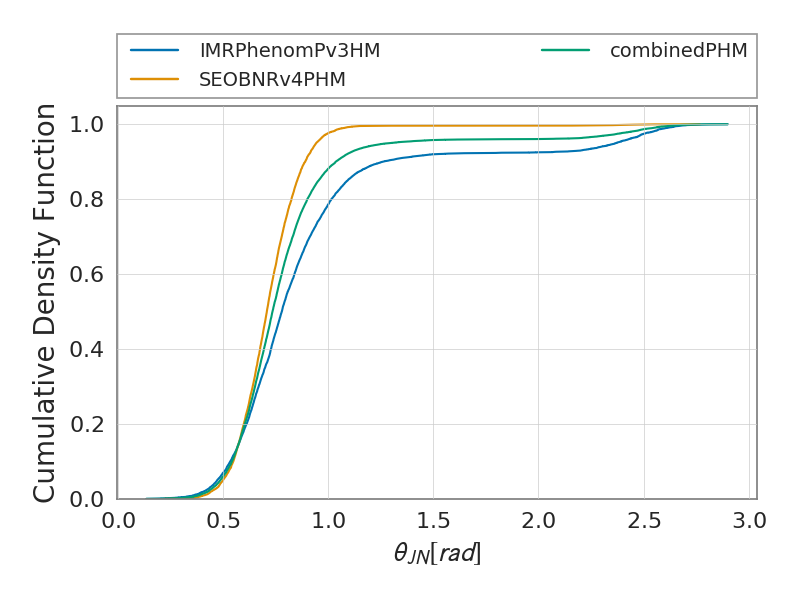 IMRPhenomPv3HM
SEOBNRv4PHM
combinedPHM
Cumulative Density Function
1.0
0.8
0.6
0.4
0.2
0.0
0.0 0.5 1.0 1.5 2.0 2.5 3.0
θJN[rad]